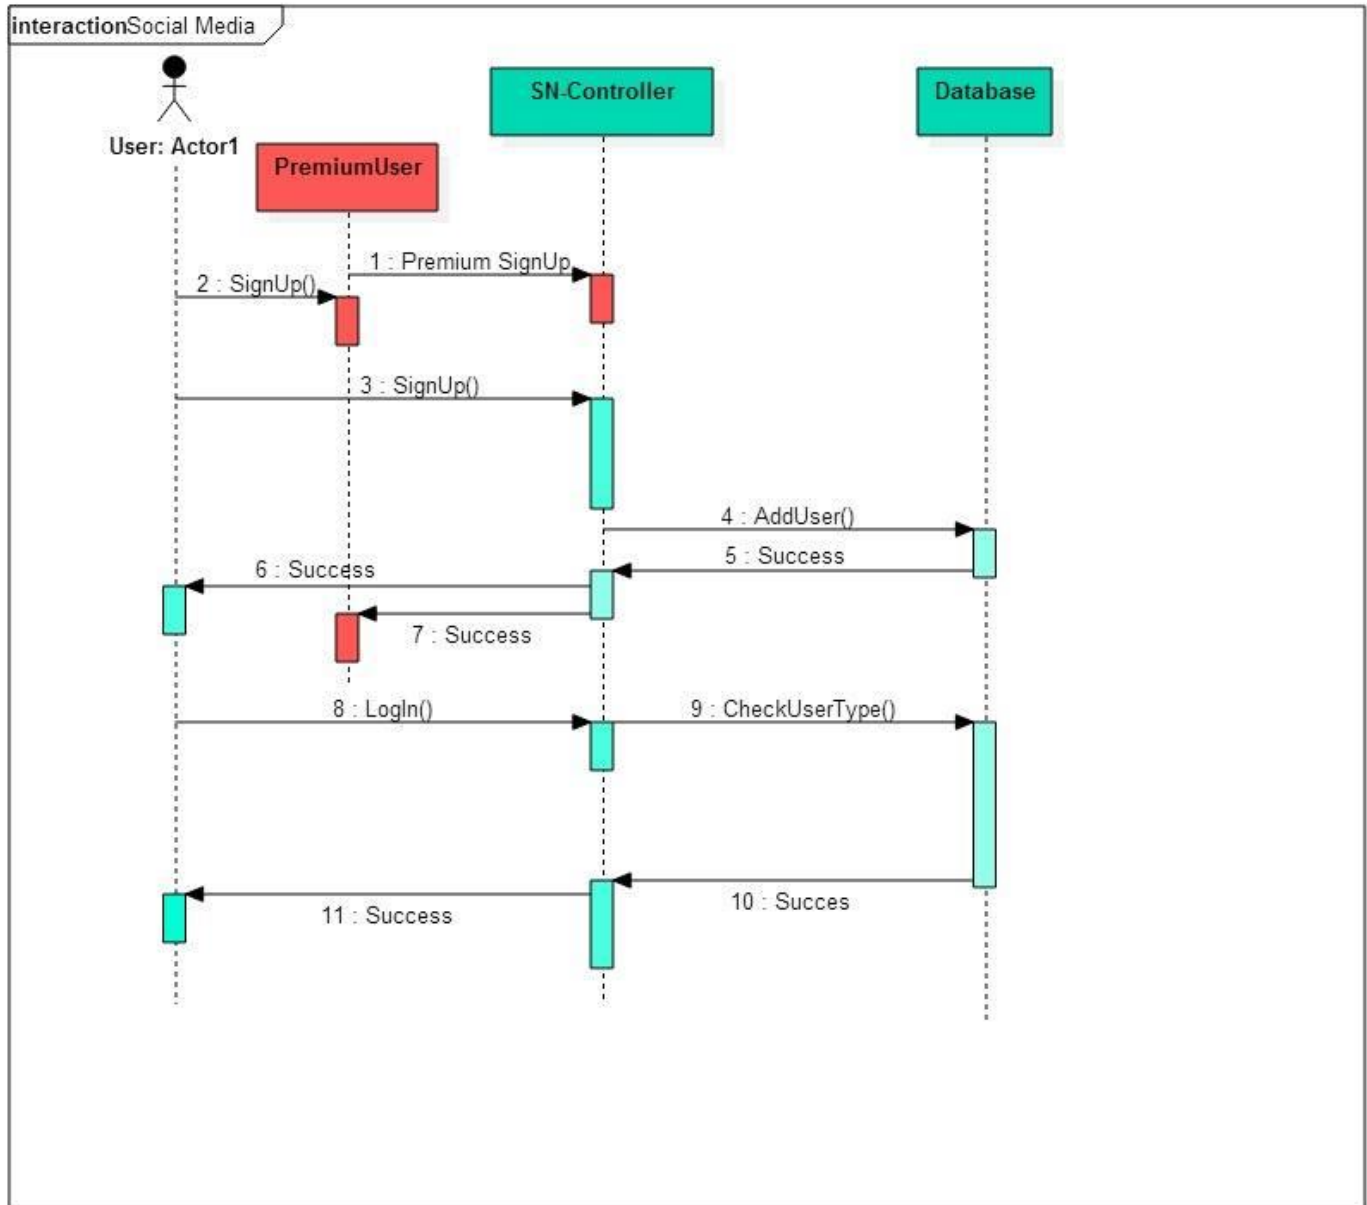 interactionSocial Media
User: Actor1
PremiumUser
SN-Controller
Database
1 : Premium SignUp
2 : SignUp()
3 : SignUp()
4 : AddUser()
5 : Success
6 : Success
7 : Success
8 : LogIn()
9 : CheckUserType()
10 : Succes
11 : Success